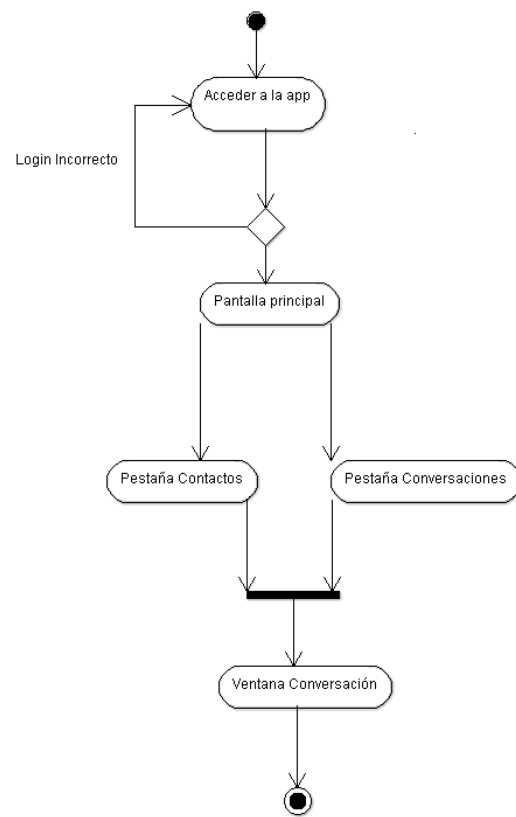 Acceder a la app
Login Incorrecto
Pantalla principal
Pestaña Contactos
Pestaña Conversaciones
Ventana Conversación